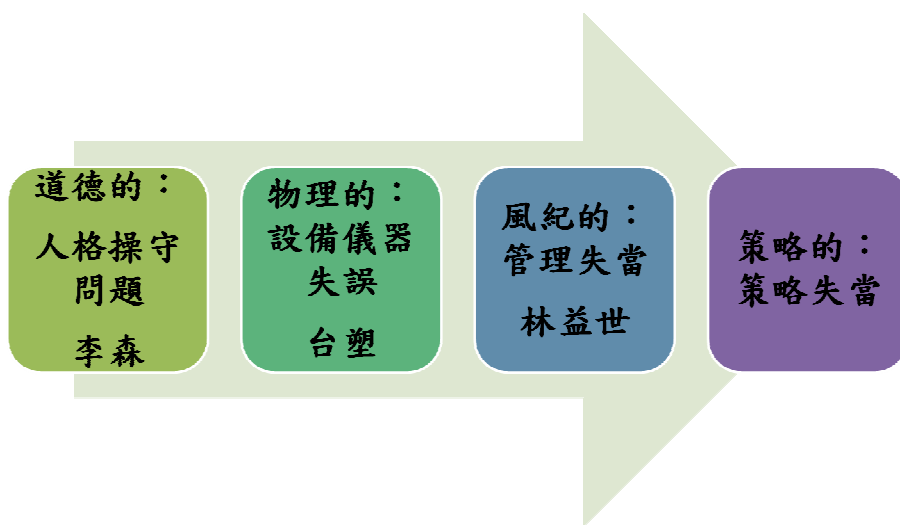 道德的：
人格操守
問題
李森
物理的：
設備儀器
失誤
台塑
風紀的：
管理失當
林益世
策略的：
策略失當